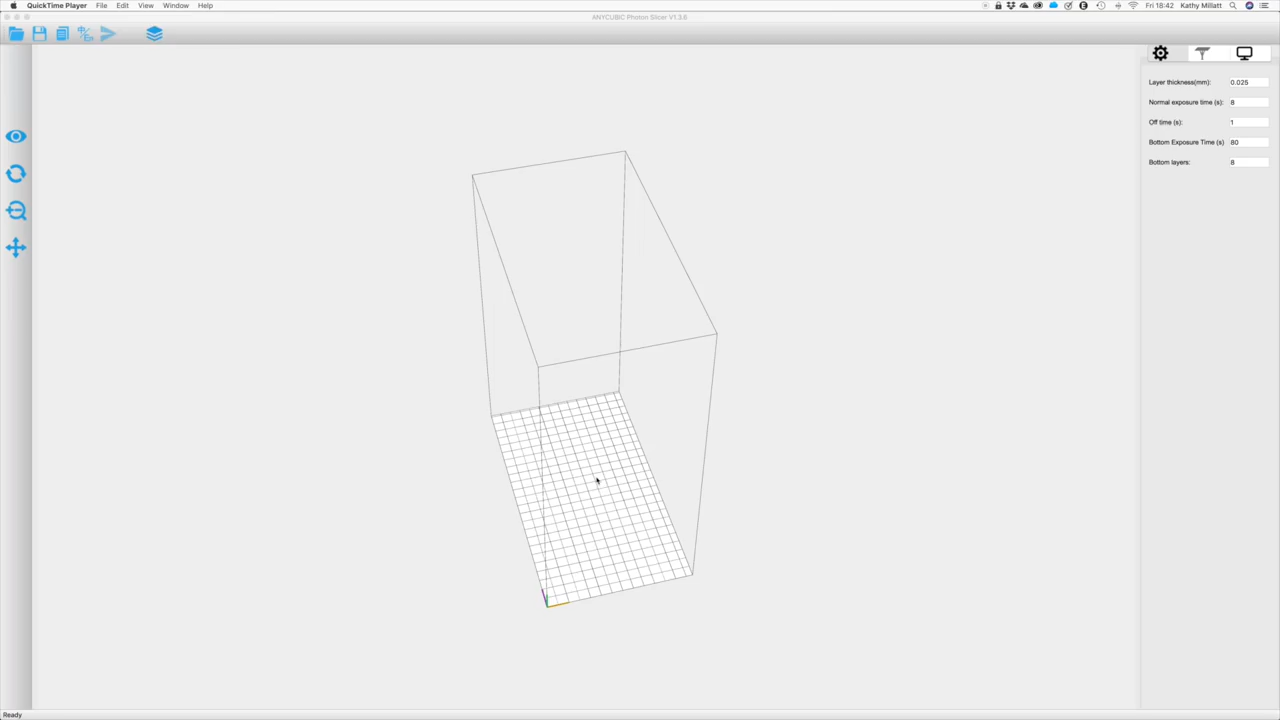 QuickTime Player File Edit View Window Help Fri 18:42 Kathy Millatt
ANYCUBIC Photon Slicer V1.3.6
Layer thickness(mm): 0.025
Normal exposure time (s): 8
Off time (s): 1
Bottom Exposure Time (s) 80
Bottom layers: 8
Ready